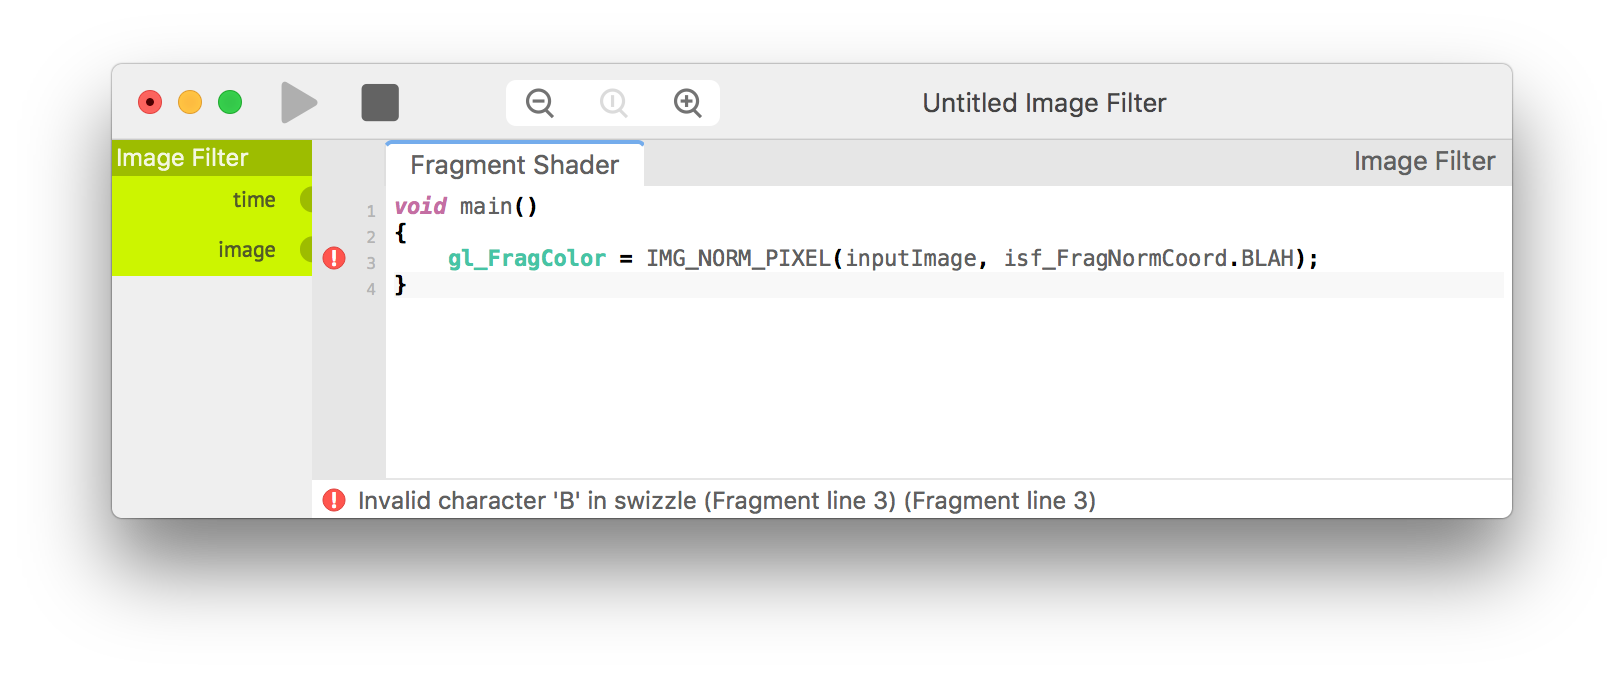 Untitled Image Filter
Image Filter
time
image
Fragment Shader
Image Filter
1 void main()
2 {
3     gl_FragColor = IMG_NORM_PIXEL(inputImage, isf_FragNormCoord.BLAH);
4 }
Invalid character 'B' in swizzle (Fragment line 3) (Fragment line 3)